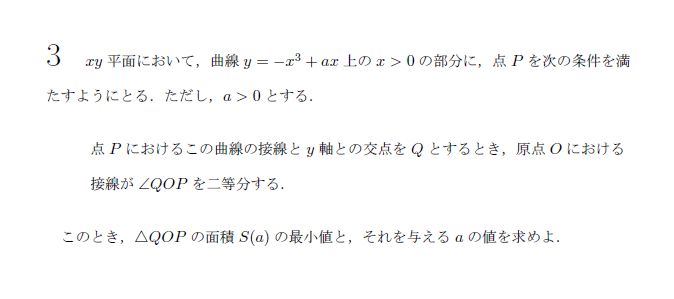 3 xy 平面において，曲線 y = −x³ + ax 上の x > 0 の部分に，点 P を次の条件を満
たすようにとる．ただし，a > 0 とする．
点 P におけるこの曲線の接線と y 軸との交点を Q とするとき，原点 O における
接線が ∠QOP を二等分する．
このとき，△QOP の面積 S(a) の最小値と，それを与える a の値を求めよ．